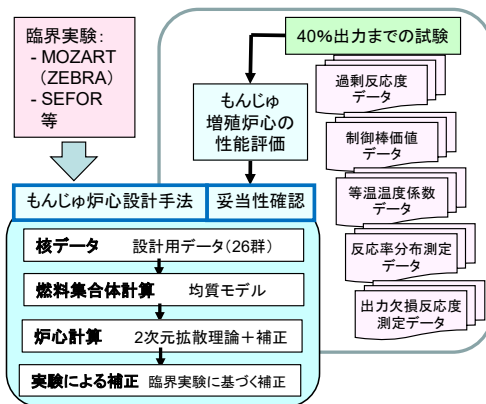 臨界実験:
- MOZART
(ZEBRA)
- SEFOR
等
40%出力までの試験
もんじゅ
増殖炉心の
性能評価
過剰反応度
データ
制御棒価値
データ
等温温度係数
データ
反応率分布測定
データ
出力欠損反応度
測定データ
もんじゅ炉心設計手法
妥当性確認
核データ 設計用データ(26群)
燃料集合体計算 均質モデル
炉心計算 2次元拡散理論+補正
実験による補正 臨界実験に基づく補正